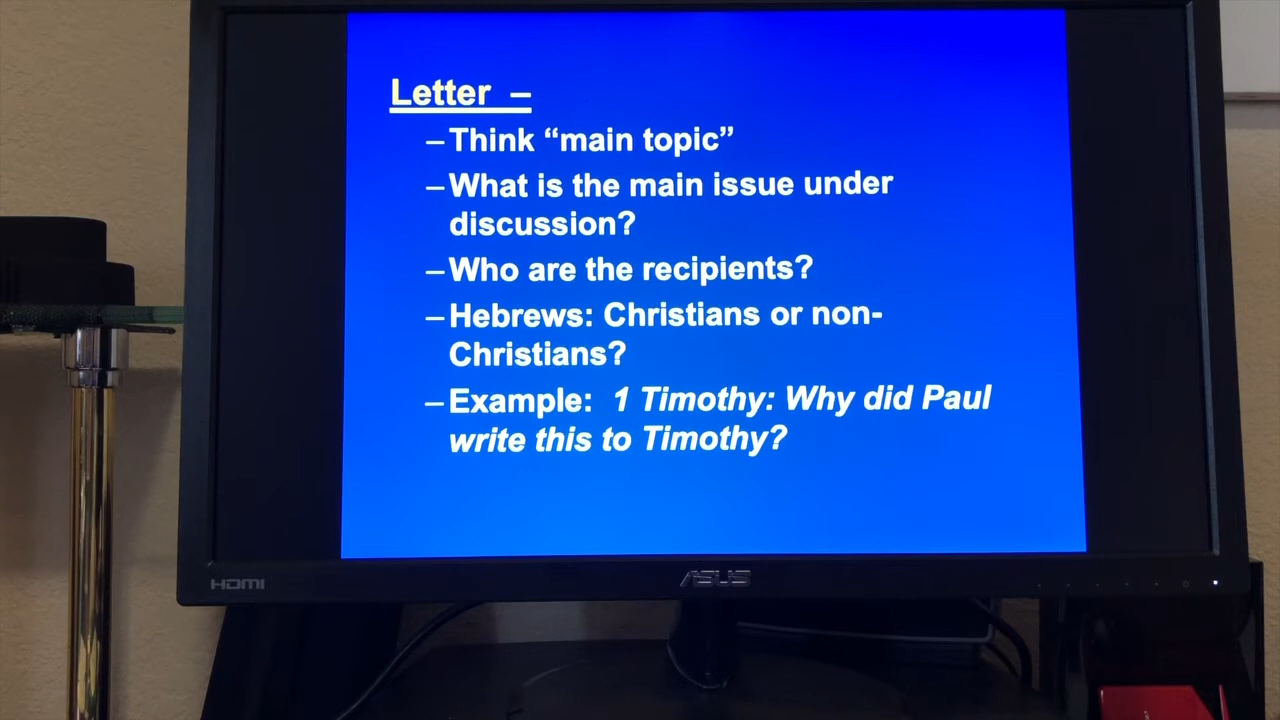 Letter –
–Think “main topic”
–What is the main issue under
discussion?
–Who are the recipients?
–Hebrews: Christians or non-
Christians?
–Example: 1 Timothy: Why did Paul
write this to Timothy?
HDMI
ASUS